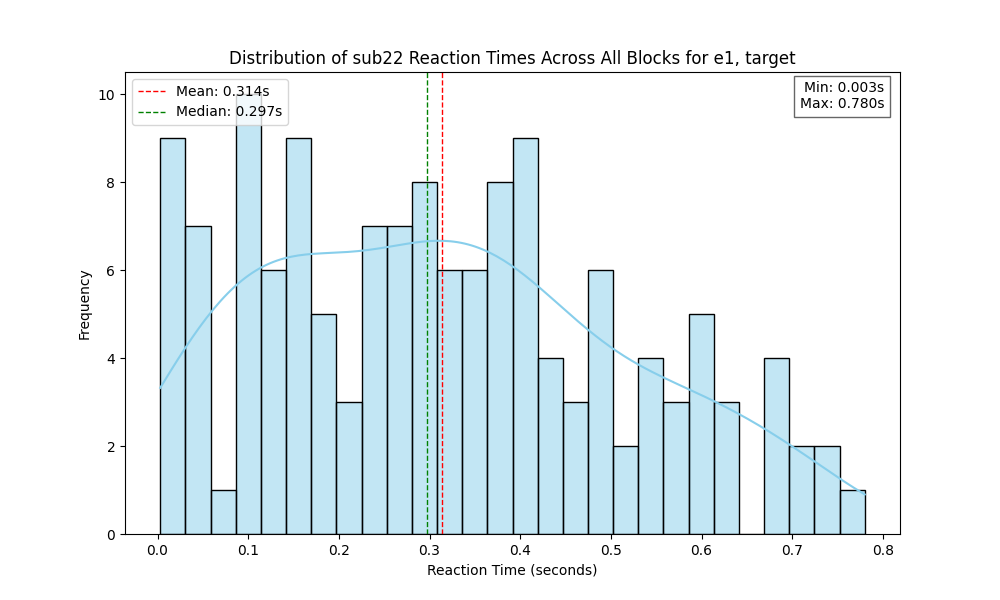 Distribution of sub22 Reaction Times Across All Blocks for e1, target
Mean: 0.314s
Median: 0.297s
Min: 0.003s
Max: 0.780s
Frequency
10
8
6
4
2
0
0.0 0.1 0.2 0.3 0.4 0.5 0.6 0.7 0.8
Reaction Time (seconds)